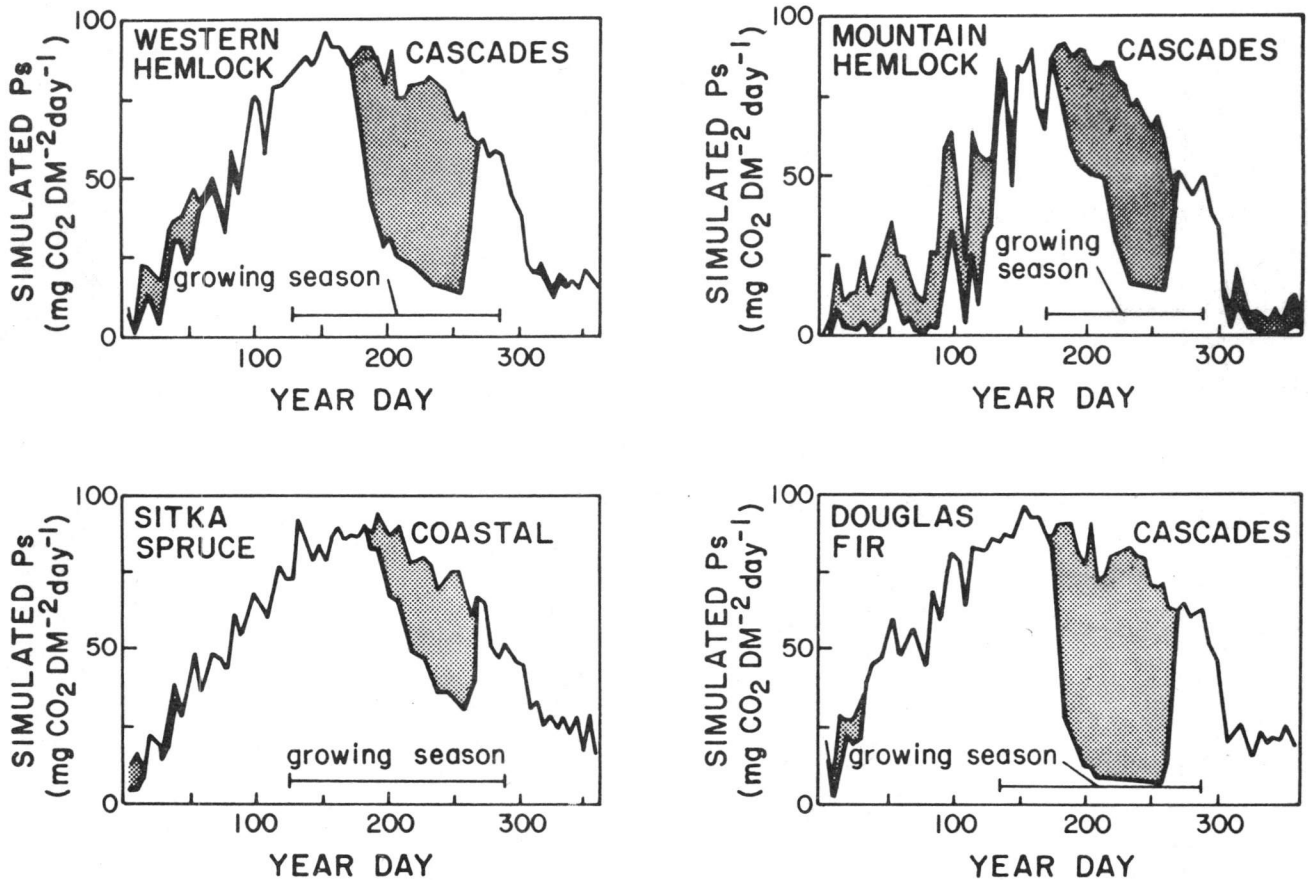 WESTERN
HEMLOCK
CASCADES
SIMULATED Ps
(mg CO₂ DM⁻² day⁻¹)
100
50
0
growing season
100
200
300
YEAR DAY
MOUNTAIN
HEMLOCK
CASCADES
SIMULATED Ps
(mg CO₂ DM⁻² day⁻¹)
100
50
0
growing
season
100
200
300
YEAR DAY
SITKA
SPRUCE
COASTAL
SIMULATED Ps
(mg CO₂ DM⁻² day⁻¹)
100
50
0
growing season
100
200
300
YEAR DAY
DOUGLAS
FIR
CASCADES
SIMULATED Ps
(mg CO₂ DM⁻² day⁻¹)
100
50
0
growing season
100
200
300
YEAR DAY